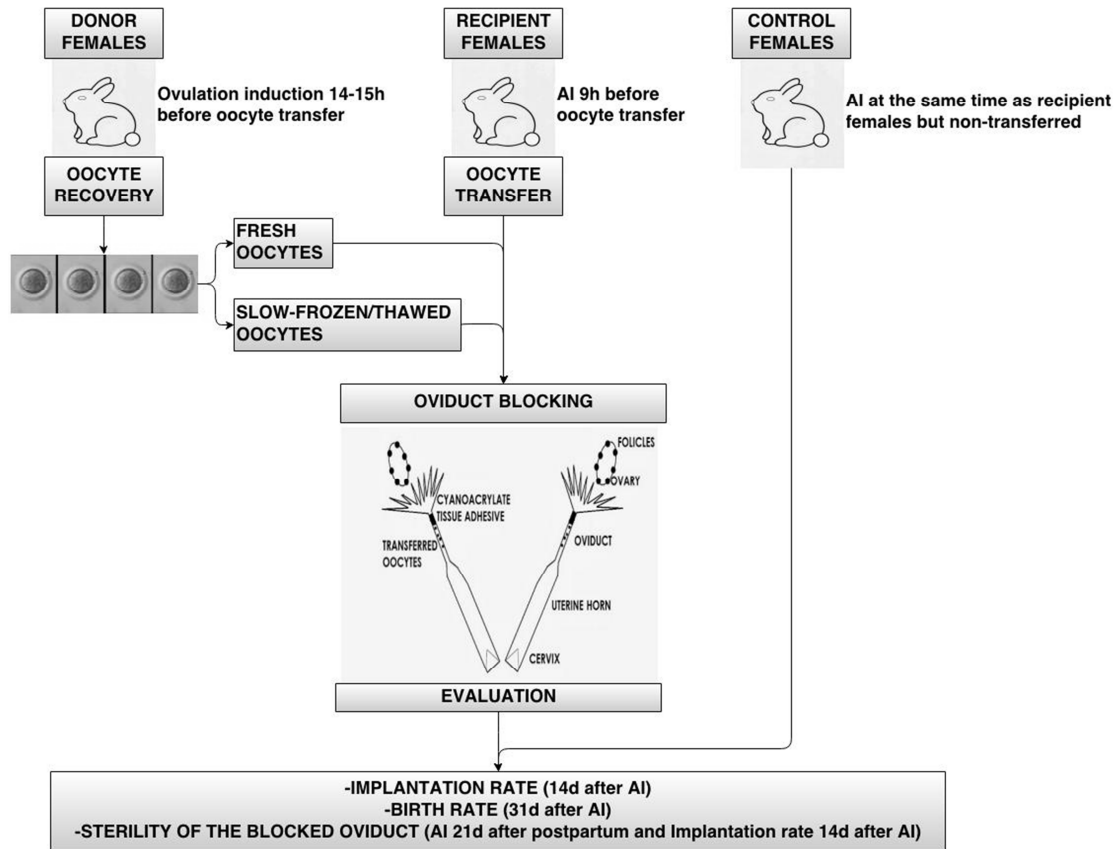 DONOR
FEMALES
RECIPIENT
FEMALES
CONTROL
FEMALES
Ovulation induction 14-15h
before oocyte transfer
AI 9h before
oocyte transfer
AI at the same time as recipient
females but non-transferred
OOCYTE
RECOVERY
OOCYTE
TRANSFER
FRESH
OOCYTES
SLOW-FROZEN/THAWED
OOCYTES
OVIDUCT BLOCKING
FOLICLES
OVARY
CYANOACRYLATE
TISSUE ADHESIVE
TRANSFERRED
OOCYTES
OVIDUCT
UTERINE HORN
CERVIX
EVALUATION
-IMPLANTATION RATE (14d after AI)
-BIRTH RATE (31d after AI)
-STERILITY OF THE BLOCKED OVIDUCT (AI 21d after postpartum and Implantation rate 14d after AI)